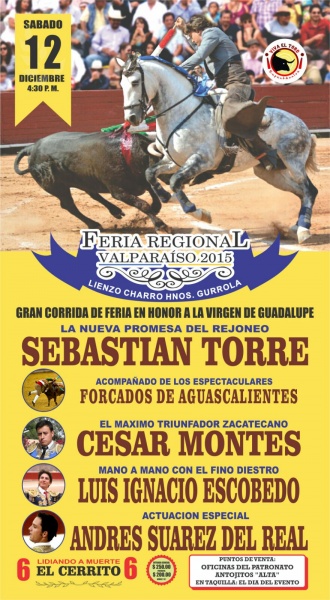 SABADO
12
DICIEMBRE
4:30 P.M.
VIVA EL TORO
FERIA REGIONAL
VALPARAÍSO 2015
LIENZO CHARRO HNOS. GURROLA
GRAN CORRIDA DE FERIA EN HONOR A LA VIRGEN DE GUADALUPE
LA NUEVA PROMESA DEL REJONEO
SEBASTIAN TORRE
ACOMPAÑADO DE LOS ESPECTACULARES
FORCADOS DE AGUASCALIENTES
EL MAXIMO TRIUNFADOR ZACATECANO
CESAR MONTES
MANO A MANO CON EL FINO DIESTRO
LUIS IGNACIO ESCOBEDO
ACTUACION ESPECIAL
ANDRES SUAREZ DEL REAL
6 LIDIANDO A MUERTE 6
EL CERRITO
$ 250.00
$ 200.00
PUNTOS DE VENTA:
OFICINAS DEL PATRONATO
ANTOJITOS "ALTA"
EN TAQUILLA: EL DIA DEL EVENTO